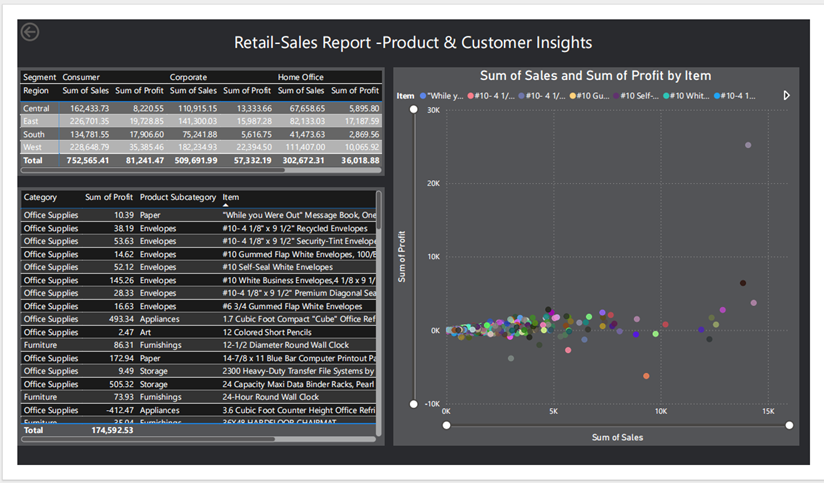 Retail-Sales Report -Product & Customer Insights
Segment Consumer Corporate Home Office
Region Sum of Sales Sum of Profit Sum of Sales Sum of Profit Sum of Sales Sum of Profit
Central 162,433.73 8,220.55 110,915.15 13,333.66 67,658.65 5,895.80
East 226,701.35 19,728.85 141,300.03 15,987.28 82,133.03 17,187.59
South 134,781.55 17,906.60 75,241.88 5,616.75 41,473.63 2,869.56
West 228,648.79 35,385.46 182,234.93 22,394.50 111,407.00 10,065.92
Total 752,565.41 81,241.47 509,691.99 57,332.19 302,672.31 36,018.88
Category Sum of Profit Product Subcategory Item
Office Supplies 10.39 Paper "While you Were Out" Message Book, One
Office Supplies 38.19 Envelopes #10- 4 1/8" x 9 1/2" Recycled Envelopes
Office Supplies 53.63 Envelopes #10- 4 1/8" x 9 1/2" Security-Tint Envelope
Office Supplies 14.62 Envelopes #10 Gummed Flap White Envelopes, 100/B
Office Supplies 52.12 Envelopes #10 Self-Seal White Envelopes
Office Supplies 145.26 Envelopes #10 White Business Envelopes,4 1/8 x 9 1/
Office Supplies 28.33 Envelopes #10-4 1/8" x 9 1/2" Premium Diagonal Sea
Office Supplies 16.63 Envelopes #6 3/4 Gummed Flap White Envelopes
Office Supplies 493.34 Appliances 1.7 Cubic Foot Compact "Cube" Office Ref
Office Supplies 2.47 Art 12 Colored Short Pencils
Furniture 86.31 Furnishings 12-1/2 Diameter Round Wall Clock
Office Supplies 172.94 Paper 14-7/8 x 11 Blue Bar Computer Printout Pa
Office Supplies 9.49 Storage 2300 Heavy-Duty Transfer File Systems by
Office Supplies 505.32 Storage 24 Capacity Maxi Data Binder Racks, Pearl
Furniture 73.93 Furnishings 24-Hour Round Wall Clock
Office Supplies -412.47 Appliances 3.6 Cubic Foot Counter Height Office Refri
Furniture 35.04 Furnishings 36X48 HARDFLOOR CHAIRMAT
Total 174,592.53
Sum of Sales and Sum of Profit by Item
Item "While y... #10- 4 1/... #10- 4 1/... #10 Gu... #10 Self-... #10 Whit... #10-4 1...
30K
20K
10K
0K
-10K
Sum of Profit
0K 5K 10K 15K
Sum of Sales